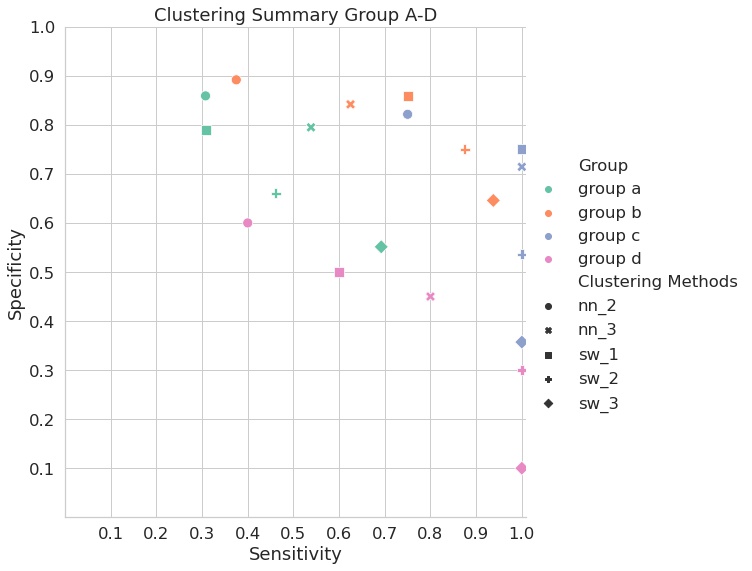 Clustering Summary Group A-D
1.0
0.9
0.8
0.7
0.6
0.5
0.4
0.3
0.2
0.1
Specificity
0.1 0.2 0.3 0.4 0.5 0.6 0.7 0.8 0.9 1.0
Sensitivity
Group
group a
group b
group c
group d
Clustering Methods
nn_2
nn_3
sw_1
sw_2
sw_3